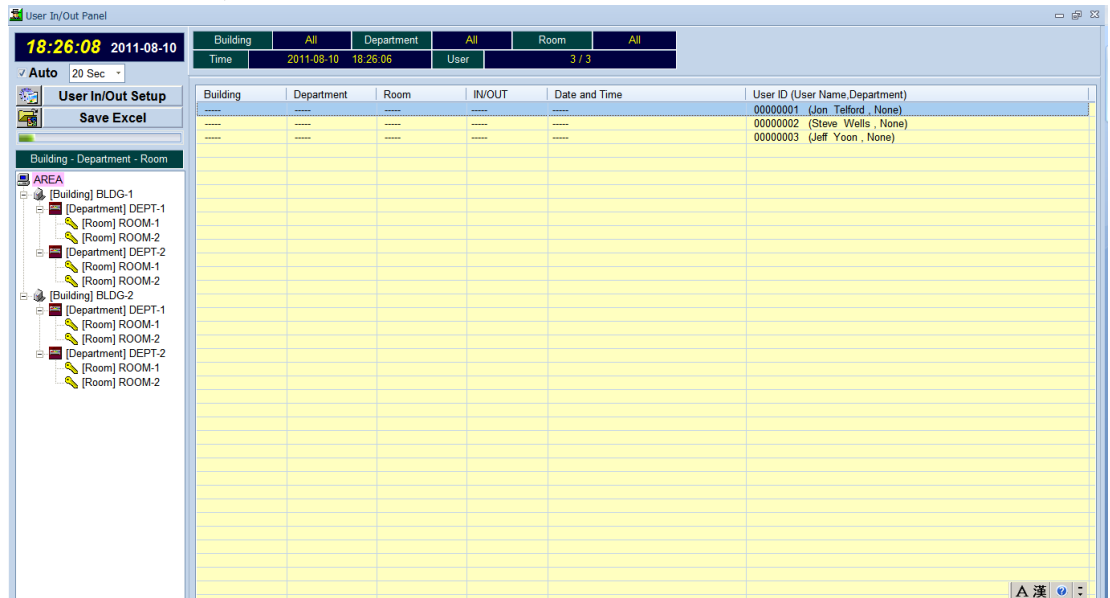 User In/Out Panel
18:26:08 2011-08-10
Auto 20 Sec
User In/Out Setup
Save Excel
Building - Department - Room
AREA
[Building] BLDG-1
[Department] DEPT-1
[Room] ROOM-1
[Room] ROOM-2
[Department] DEPT-2
[Room] ROOM-1
[Room] ROOM-2
[Building] BLDG-2
[Department] DEPT-1
[Room] ROOM-1
[Room] ROOM-2
[Department] DEPT-2
[Room] ROOM-1
[Room] ROOM-2
Building All Department All Room All
Time 2011-08-10 18:26:06 User 3 / 3
Building Department Room IN/OUT Date and Time User ID (User Name,Department)
----- ----- ----- ----- ----- 00000001 (Jon Telford , None)
----- ----- ----- ----- ----- 00000002 (Steve Wells , None)
----- ----- ----- ----- ----- 00000003 (Jeff Yoon , None)
A 漢 ?